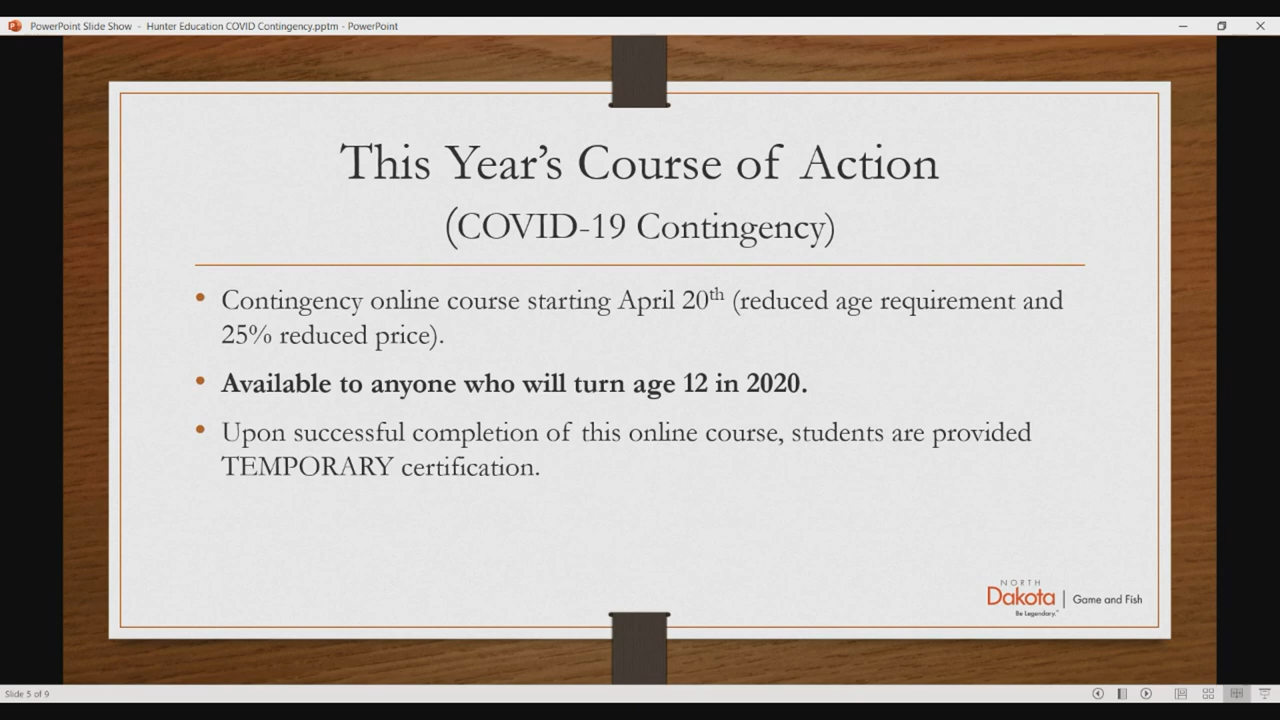 PowerPoint Slide Show - Hunter Education COVID Contingency.pptm - PowerPoint
This Year's Course of Action
(COVID-19 Contingency)
• Contingency online course starting April 20th (reduced age requirement and
25% reduced price).
• Available to anyone who will turn age 12 in 2020.
• Upon successful completion of this online course, students are provided
TEMPORARY certification.
NORTH
Dakota | Game and Fish
Be Legendary.™
Slide 5 of 9